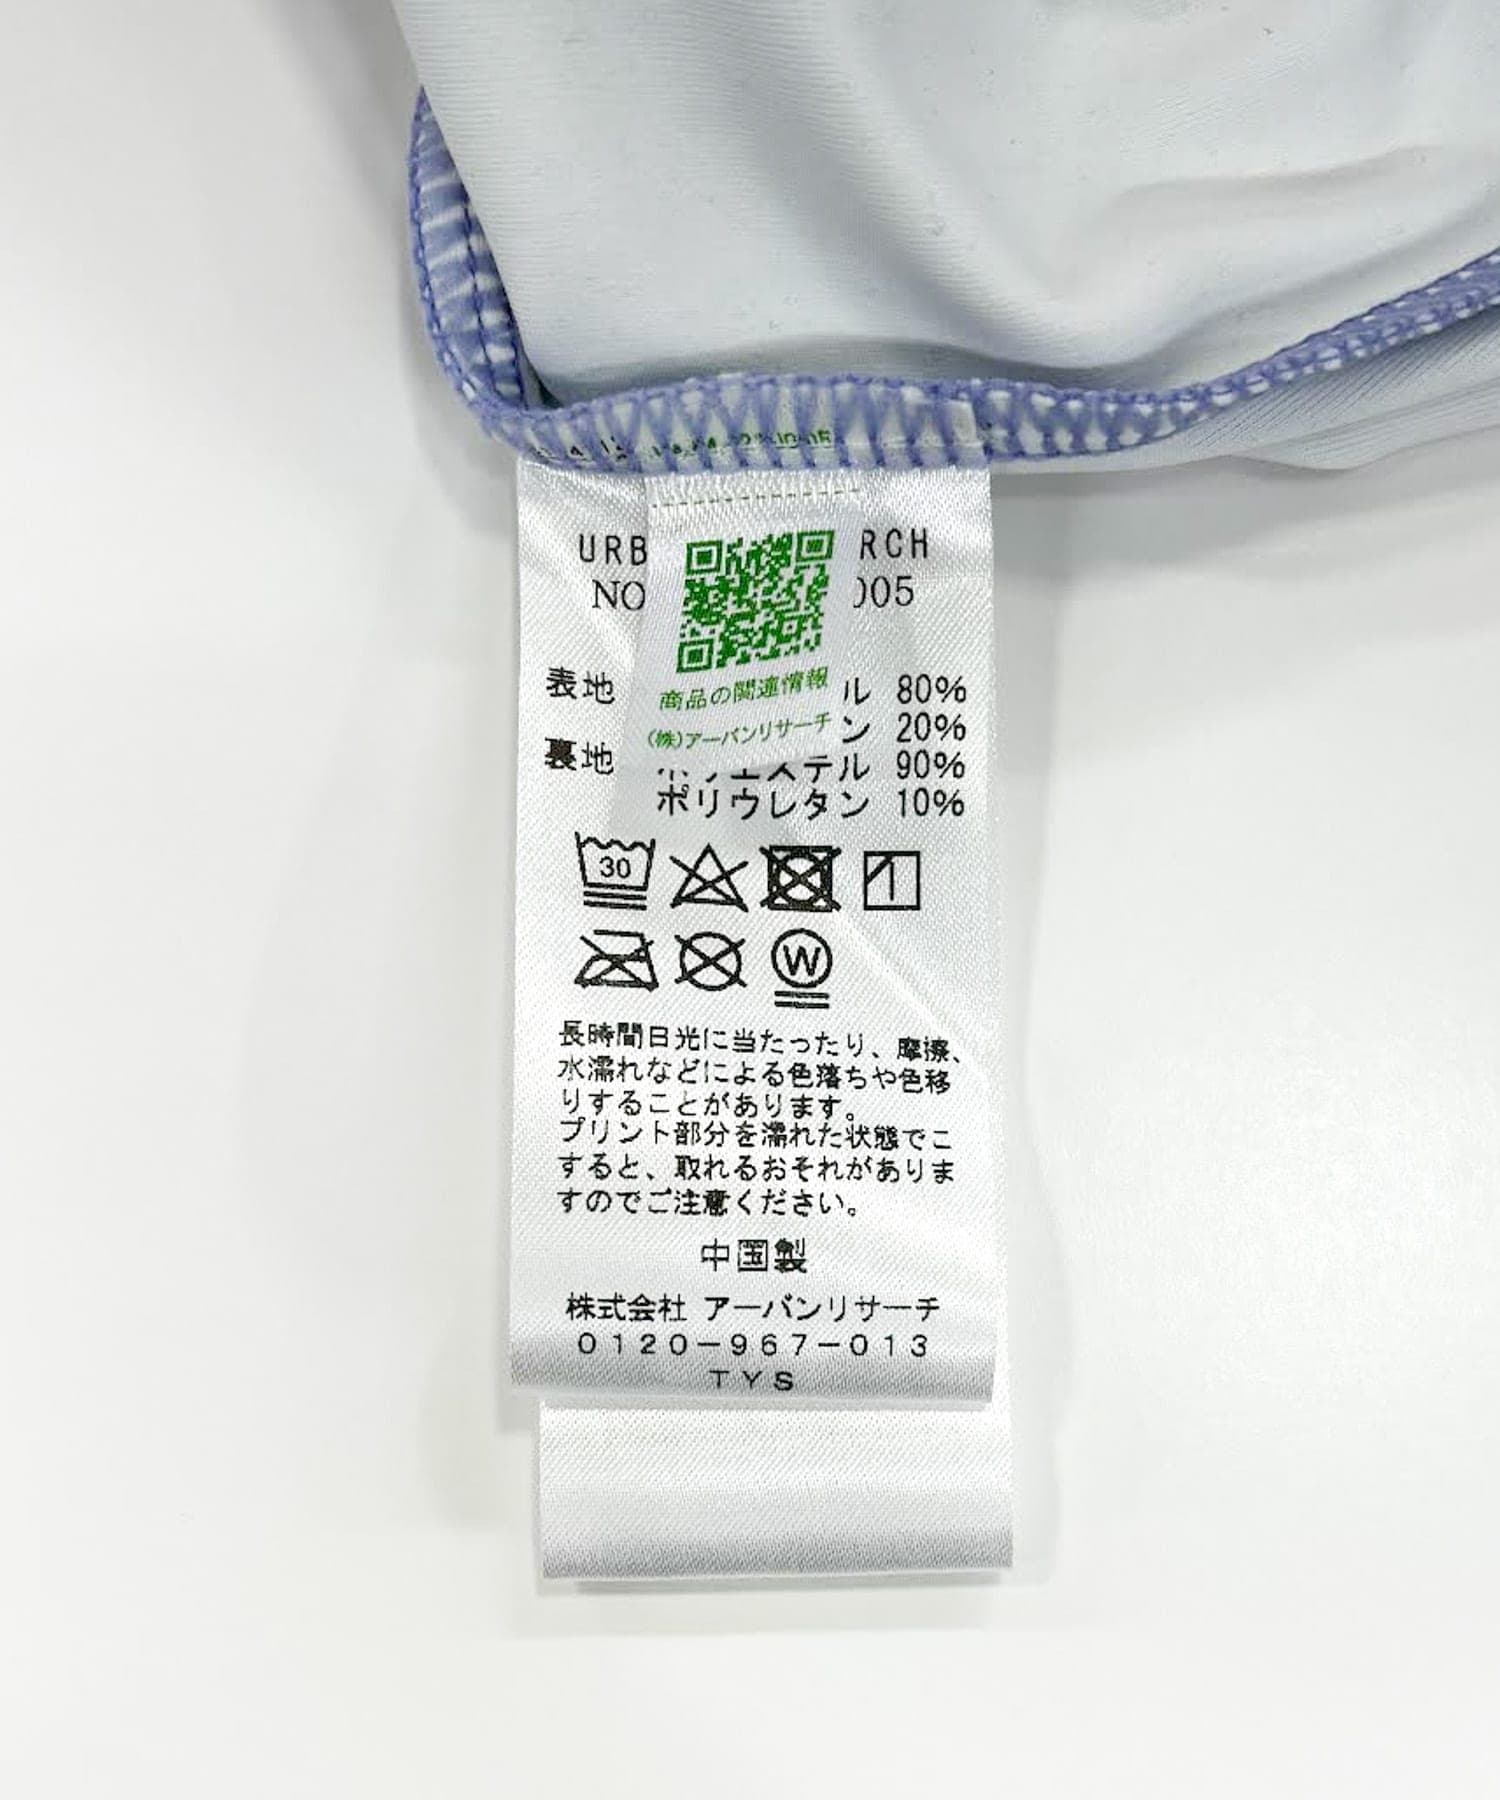 URB RCH
NO 005
商品の関連情報
(株)アーバンリサーチ
表地 ル 80%
ン 20%
裏地 ポリエステル 90%
ポリウレタン 10%
30
W
長時間日光に当たったり、摩擦、
水濡れなどによる色落ちや色移
りすることがあります。
プリント部分を濡れた状態でこ
すると、取れるおそれがありま
すのでご注意ください。
中国製
株式会社 アーバンリサーチ
0120-967-013
TYS